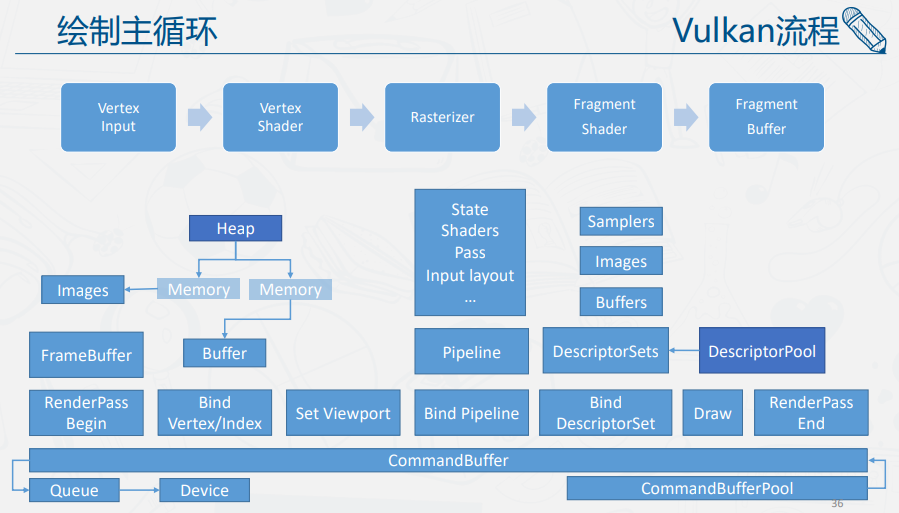 绘制主循环
Vulkan流程
Vertex
Input
Vertex
Shader
Rasterizer
Fragment
Shader
Fragment
Buffer
Heap
Memory
Memory
Images
Buffer
State
Shaders
Pass
Input layout
...
Samplers
Images
Buffers
FrameBuffer
Pipeline
DescriptorSets
DescriptorPool
RenderPass
Begin
Bind
Vertex/Index
Set Viewport
Bind Pipeline
Bind
DescriptorSet
Draw
RenderPass
End
CommandBuffer
Queue
Device
CommandBufferPool
36